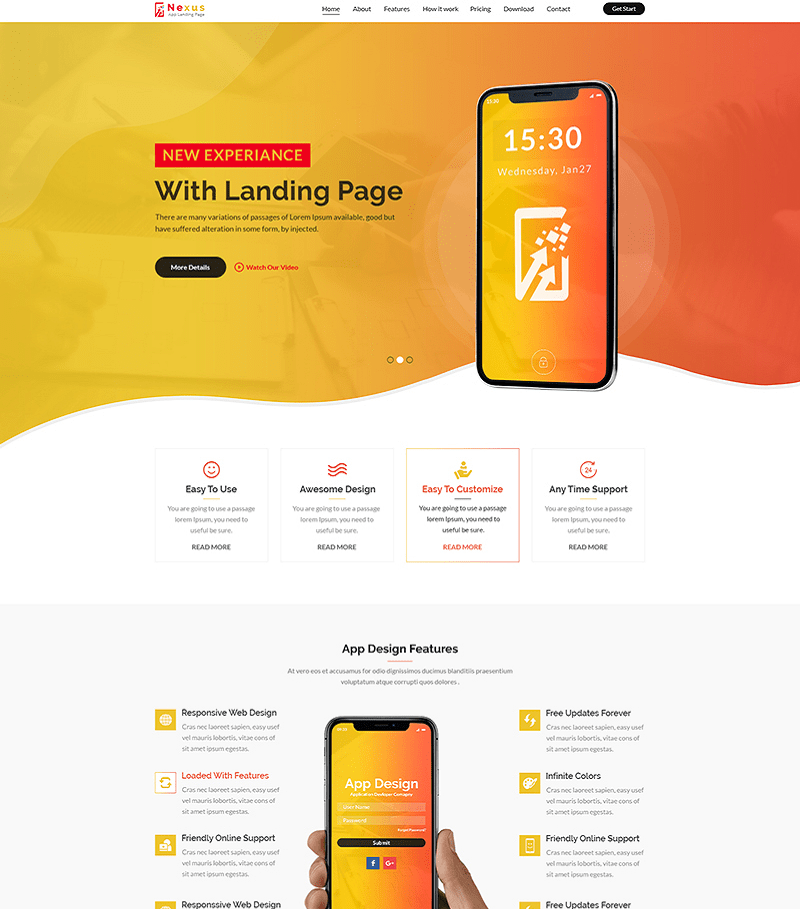 Nexus
App Landing Page
Home About Features How it work Pricing Download Contact Get Start
NEW EXPERIANCE
With Landing Page
There are many variations of passages of Lorem Ipsum available, good but
have suffered alteration in some form, by injected.
More Details Watch Our Video
15:30
15:30
Wednesday, Jan27
Easy To Use
You are going to use a passage
lorem Ipsum, you need to
useful be sure.
READ MORE
Awesome Design
You are going to use a passage
lorem Ipsum, you need to
useful be sure.
READ MORE
Easy To Customize
You are going to use a passage
lorem Ipsum, you need to
useful be sure.
READ MORE
24
Any Time Support
You are going to use a passage
lorem Ipsum, you need to
useful be sure.
READ MORE
App Design Features
At vero eos et accusamus for odio dignissimos ducimus blanditiis praesentium
voluptatum atque corrupti quos dolores .
Responsive Web Design
Cras nec laoreet sapien, easy usef
vel mauris lobortis, vitae cons of
sit amet ipsum egestas.
Loaded With Features
Cras nec laoreet sapien, easy usef
vel mauris lobortis, vitae cons of
sit amet ipsum egestas.
Friendly Online Support
Cras nec laoreet sapien, easy usef
vel mauris lobortis, vitae cons of
sit amet ipsum egestas.
Responssive Web Design
App Design
Application Developer Comapny
User Name
Password
Forgot Password?
Submit
f G+
Free Updates Forever
Cras nec laoreet sapien, easy usef
vel mauris lobortis, vitae cons of
sit amet ipsum egestas.
Infinite Colors
Cras nec laoreet sapien, easy usef
vel mauris lobortis, vitae cons of
sit amet ipsum egestas.
Friendly Online Support
Cras nec laoreet sapien, easy usef
vel mauris lobortis, vitae cons of
sit amet ipsum egestas.
Free Updates Forever